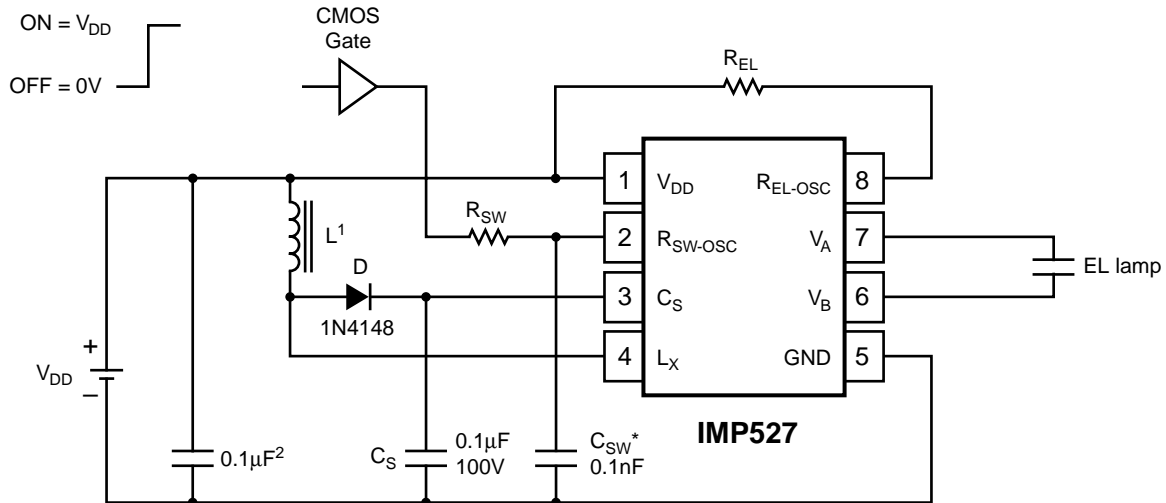 ON = VDD
OFF = 0V
CMOS
Gate
REL
1
VDD
REL-OSC
8
RSW
2
RSW-OSC
VA
7
L¹
D
1N4148
3
CS
VB
6
EL lamp
4
LX
GND
5
+
VDD
–
IMP527
0.1μF²
CS
0.1μF
100V
CSW*
0.1nF